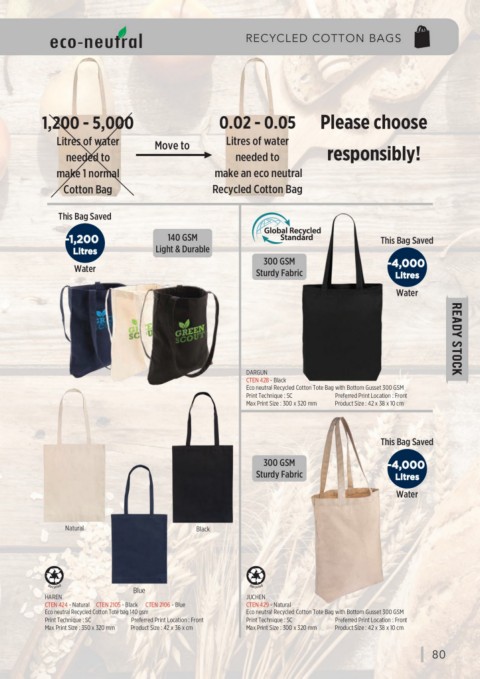 eco-neutral
RECYCLED COTTON BAGS
1,200 - 5,000
Litres of water
needed to
make 1 normal
Cotton Bag
Move to
0.02 - 0.05
Litres of water
needed to
make an eco neutral
Recycled Cotton Bag
Please choose
responsibly!
This Bag Saved
-1,200
Litres
Water
140 GSM
Light & Durable
GREEN
SCOUT
Natural
Blue
Black
HAREN
CTEN 424 - Natural CTEN 2105 - Black CTEN 2106 - Blue
Eco neutral Recycled Cotton Tote bag 140 gsm
Print Technique : SC Preferred Print Location : Front
Max Print Size : 350 x 320 mm Product Size : 42 x 36 x cm
Global Recycled
Standard
300 GSM
Sturdy Fabric
This Bag Saved
-4,000
Litres
Water
DARGUN
CTEN 428 - Black
Eco neutral Recycled Cotton Tote Bag with Bottom Gusset 300 GSM
Print Technique : SC Preferred Print Location : Front
Max Print Size : 300 x 320 mm Product Size : 42 x 38 x 10 cm
READY STOCK
300 GSM
Sturdy Fabric
This Bag Saved
-4,000
Litres
Water
JUCHEN
CTEN 429 - Natural
Eco neutral Recycled Cotton Tote Bag with Bottom Gusset 300 GSM
Print Technique : SC Preferred Print Location : Front
Max Print Size : 300 x 320 mm Product Size : 42 x 38 x 10 cm
80